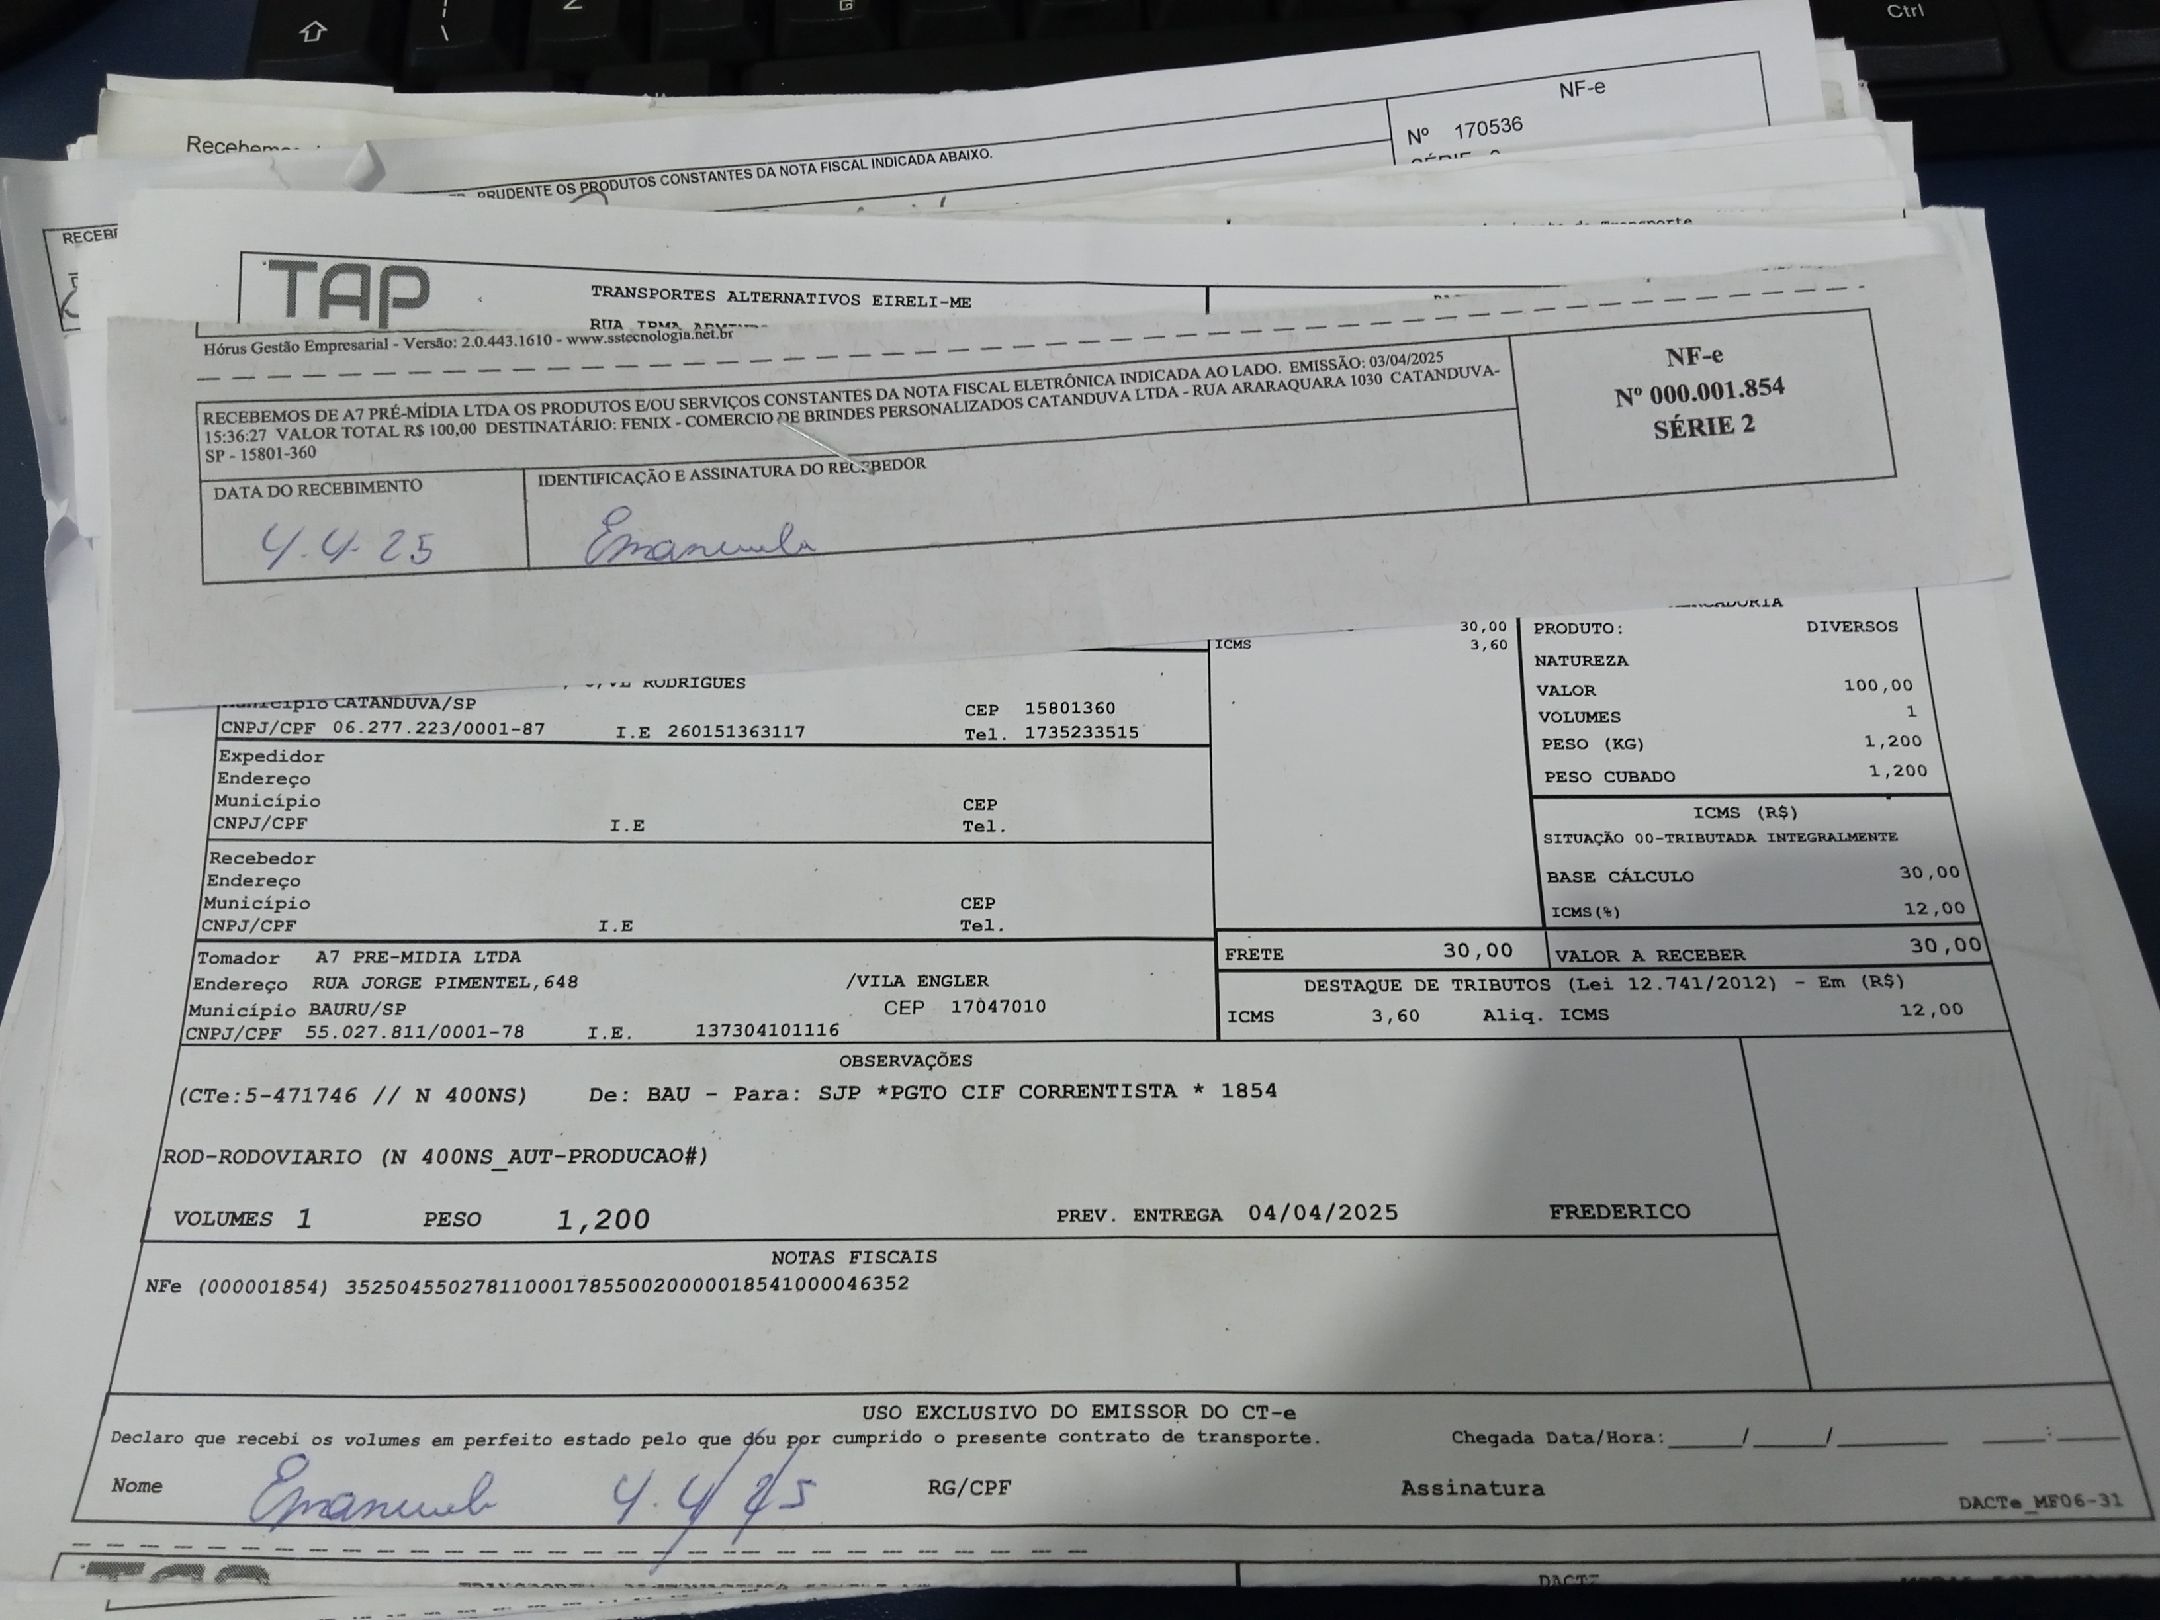 Ctrl
NF-e
Nº 170536
PRUDENTE OS PRODUTOS CONSTANTES DA NOTA FISCAL INDICADA ABAIXO.
TAP
TRANSPORTES ALTERNATIVOS EIRELI-ME
RUA
Hórus Gestão Empresarial - Versão: 2.0.443.1610 - www.sstecnologia.net.br
RECEBEMOS DE A7 PRÉ-MÍDIA LTDA OS PRODUTOS E/OU SERVIÇOS CONSTANTES DA NOTA FISCAL ELETRÔNICA INDICADA AO LADO. EMISSÃO: 03/04/2025
15:36:27 VALOR TOTAL R$ 100,00 DESTINATÁRIO: FENIX - COMERCIO DE BRINDES PERSONALIZADOS CATANDUVA LTDA - RUA ARARAQUARA 1030 CATANDUVA-
SP - 15801-360
NF-e
Nº 000.001.854
SÉRIE 2
DATA DO RECEBIMENTO
IDENTIFICAÇÃO E ASSINATURA DO RECEBEDOR
4.4.25
Emanuela
30,00
ICMS 3,60
PRODUTO: DIVERSOS
NATUREZA
VALOR 100,00
VOLUMES 1
PESO (KG) 1,200
PESO CUBADO 1,200
RODRIGUES
Município CATANDUVA/SP CEP 15801360
CNPJ/CPF 06.277.223/0001-87 I.E 260151363117 Tel. 1735233515
Expedidor
Endereço
Município CEP
CNPJ/CPF I.E Tel.
ICMS (R$)
SITUAÇÃO 00-TRIBUTADA INTEGRALMENTE
BASE CÁLCULO 30,00
ICMS(%) 12,00
Recebedor
Endereço
Município CEP
CNPJ/CPF I.E Tel.
FRETE 30,00 VALOR A RECEBER 30,00
Tomador A7 PRE-MIDIA LTDA
Endereço RUA JORGE PIMENTEL,648 /VILA ENGLER
Município BAURU/SP CEP 17047010
CNPJ/CPF 55.027.811/0001-78 I.E. 137304101116
DESTAQUE DE TRIBUTOS (Lei 12.741/2012) - Em (R$)
ICMS 3,60 Aliq. ICMS 12,00
OBSERVAÇÕES
(CTe:5-471746 // N 400NS) De: BAU - Para: SJP *PGTO CIF CORRENTISTA * 1854
ROD-RODOVIARIO (N 400NS_AUT-PRODUCAO#)
VOLUMES 1 PESO 1,200 PREV. ENTREGA 04/04/2025 FREDERICO
NOTAS FISCAIS
NFe (000001854) 35250455027811000178550020000018541000046352
USO EXCLUSIVO DO EMISSOR DO CT-e
Declaro que recebi os volumes em perfeito estado pelo que dou por cumprido o presente contrato de transporte. Chegada Data/Hora:_____/_____/________ _____:_____
Nome Emanuela 4.4/25 RG/CPF Assinatura
DACTe_MF06-31